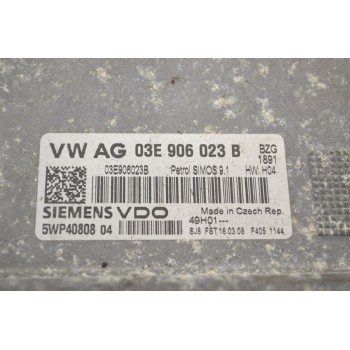 VW AG 03E 906 023 B BZG
1891
03E906023B Petrol SIMOS 9.1 HW: H04
SIEMENS VDO Made in Czech Rep.
49H01---
5WP40808 04 SJ8 FST16.03.08 F405 1144